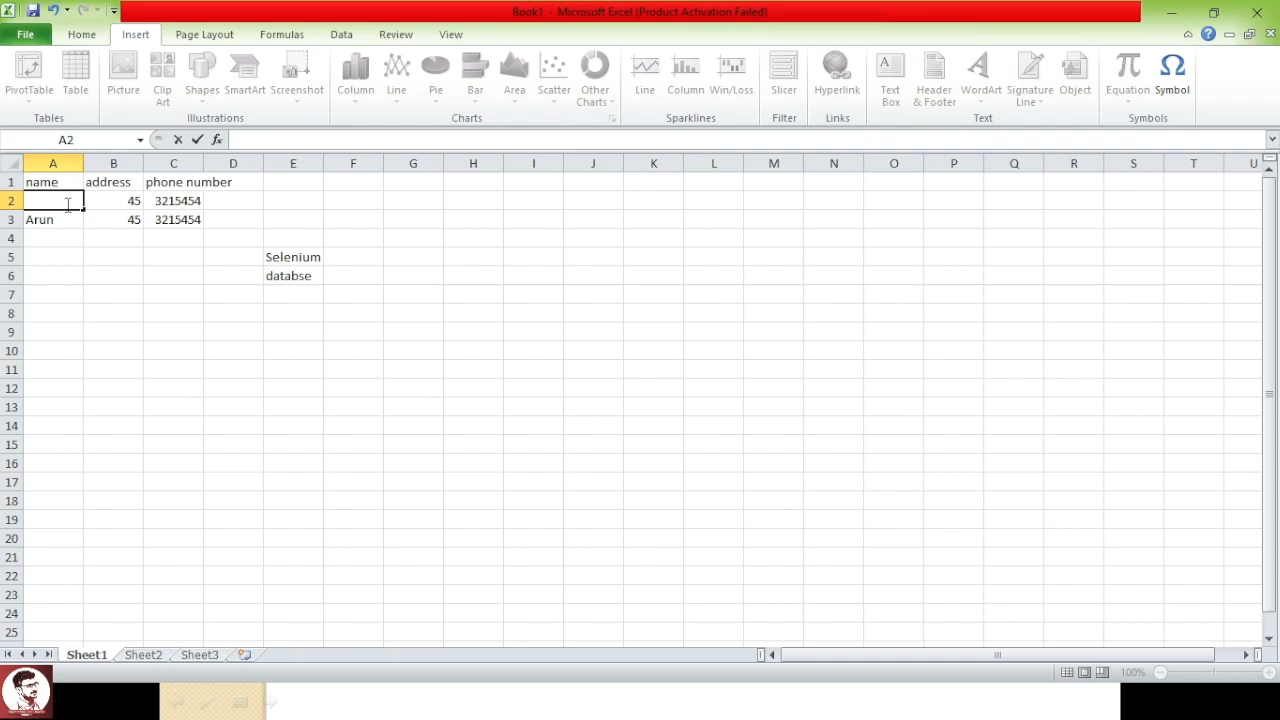 Book1 - Microsoft Excel (Product Activation Failed)
File Home Insert Page Layout Formulas Data Review View
PivotTable Table Picture Clip Art Shapes SmartArt Screenshot Column Line Pie Bar Area Scatter Other Charts Line Column Win/Loss Slicer Hyperlink Text Box Header & Footer WordArt Signature Line Object Equation Symbol
Tables Illustrations Charts Sparklines Filter Links Text Symbols
A2 fx
A B C D E F G H I J K L M N O P Q R S T U
1 name address phone number
2 45 3215454
3 Arun 45 3215454
4
5 Selenium
6 databse
7
8
9
10
11
12
13
14
15
16
17
18
19
20
21
22
23
24
25
Sheet1 Sheet2 Sheet3
100%